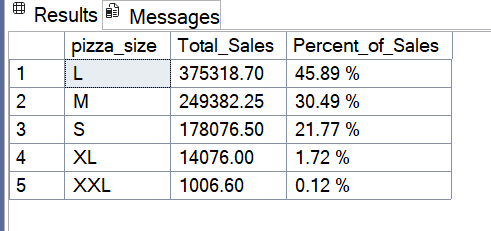 Results Messages
pizza_size Total_Sales Percent_of_Sales
1 L 375318.70 45.89 %
2 M 249382.25 30.49 %
3 S 178076.50 21.77 %
4 XL 14076.00 1.72 %
5 XXL 1006.60 0.12 %